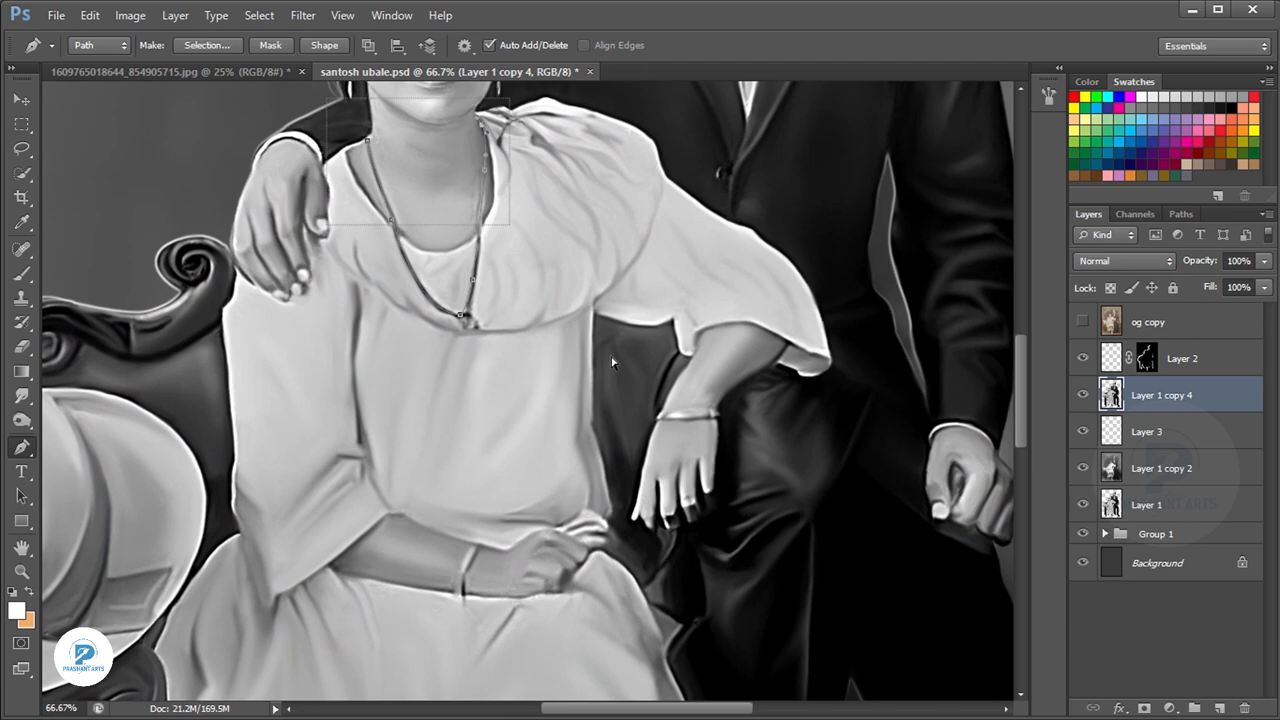 Ps File Edit Image Layer Type Select Filter View Window Help
Path Make: Selection... Mask Shape Auto Add/Delete Align Edges Essentials
1609765018644_854905715.jpg @ 25% (RGB/8#) * × santosh ubale.psd @ 66.7% (Layer 1 copy 4, RGB/8) * ×
Color Swatches
Layers Channels Paths
Kind
Normal Opacity: 100%
Lock: Fill: 100%
og copy
Layer 2
Layer 1 copy 4
Layer 3
Layer 1 copy 2
Layer 1
Group 1
Background
PRASHANT ARTS
66.67% Doc: 21.2M/169.5M